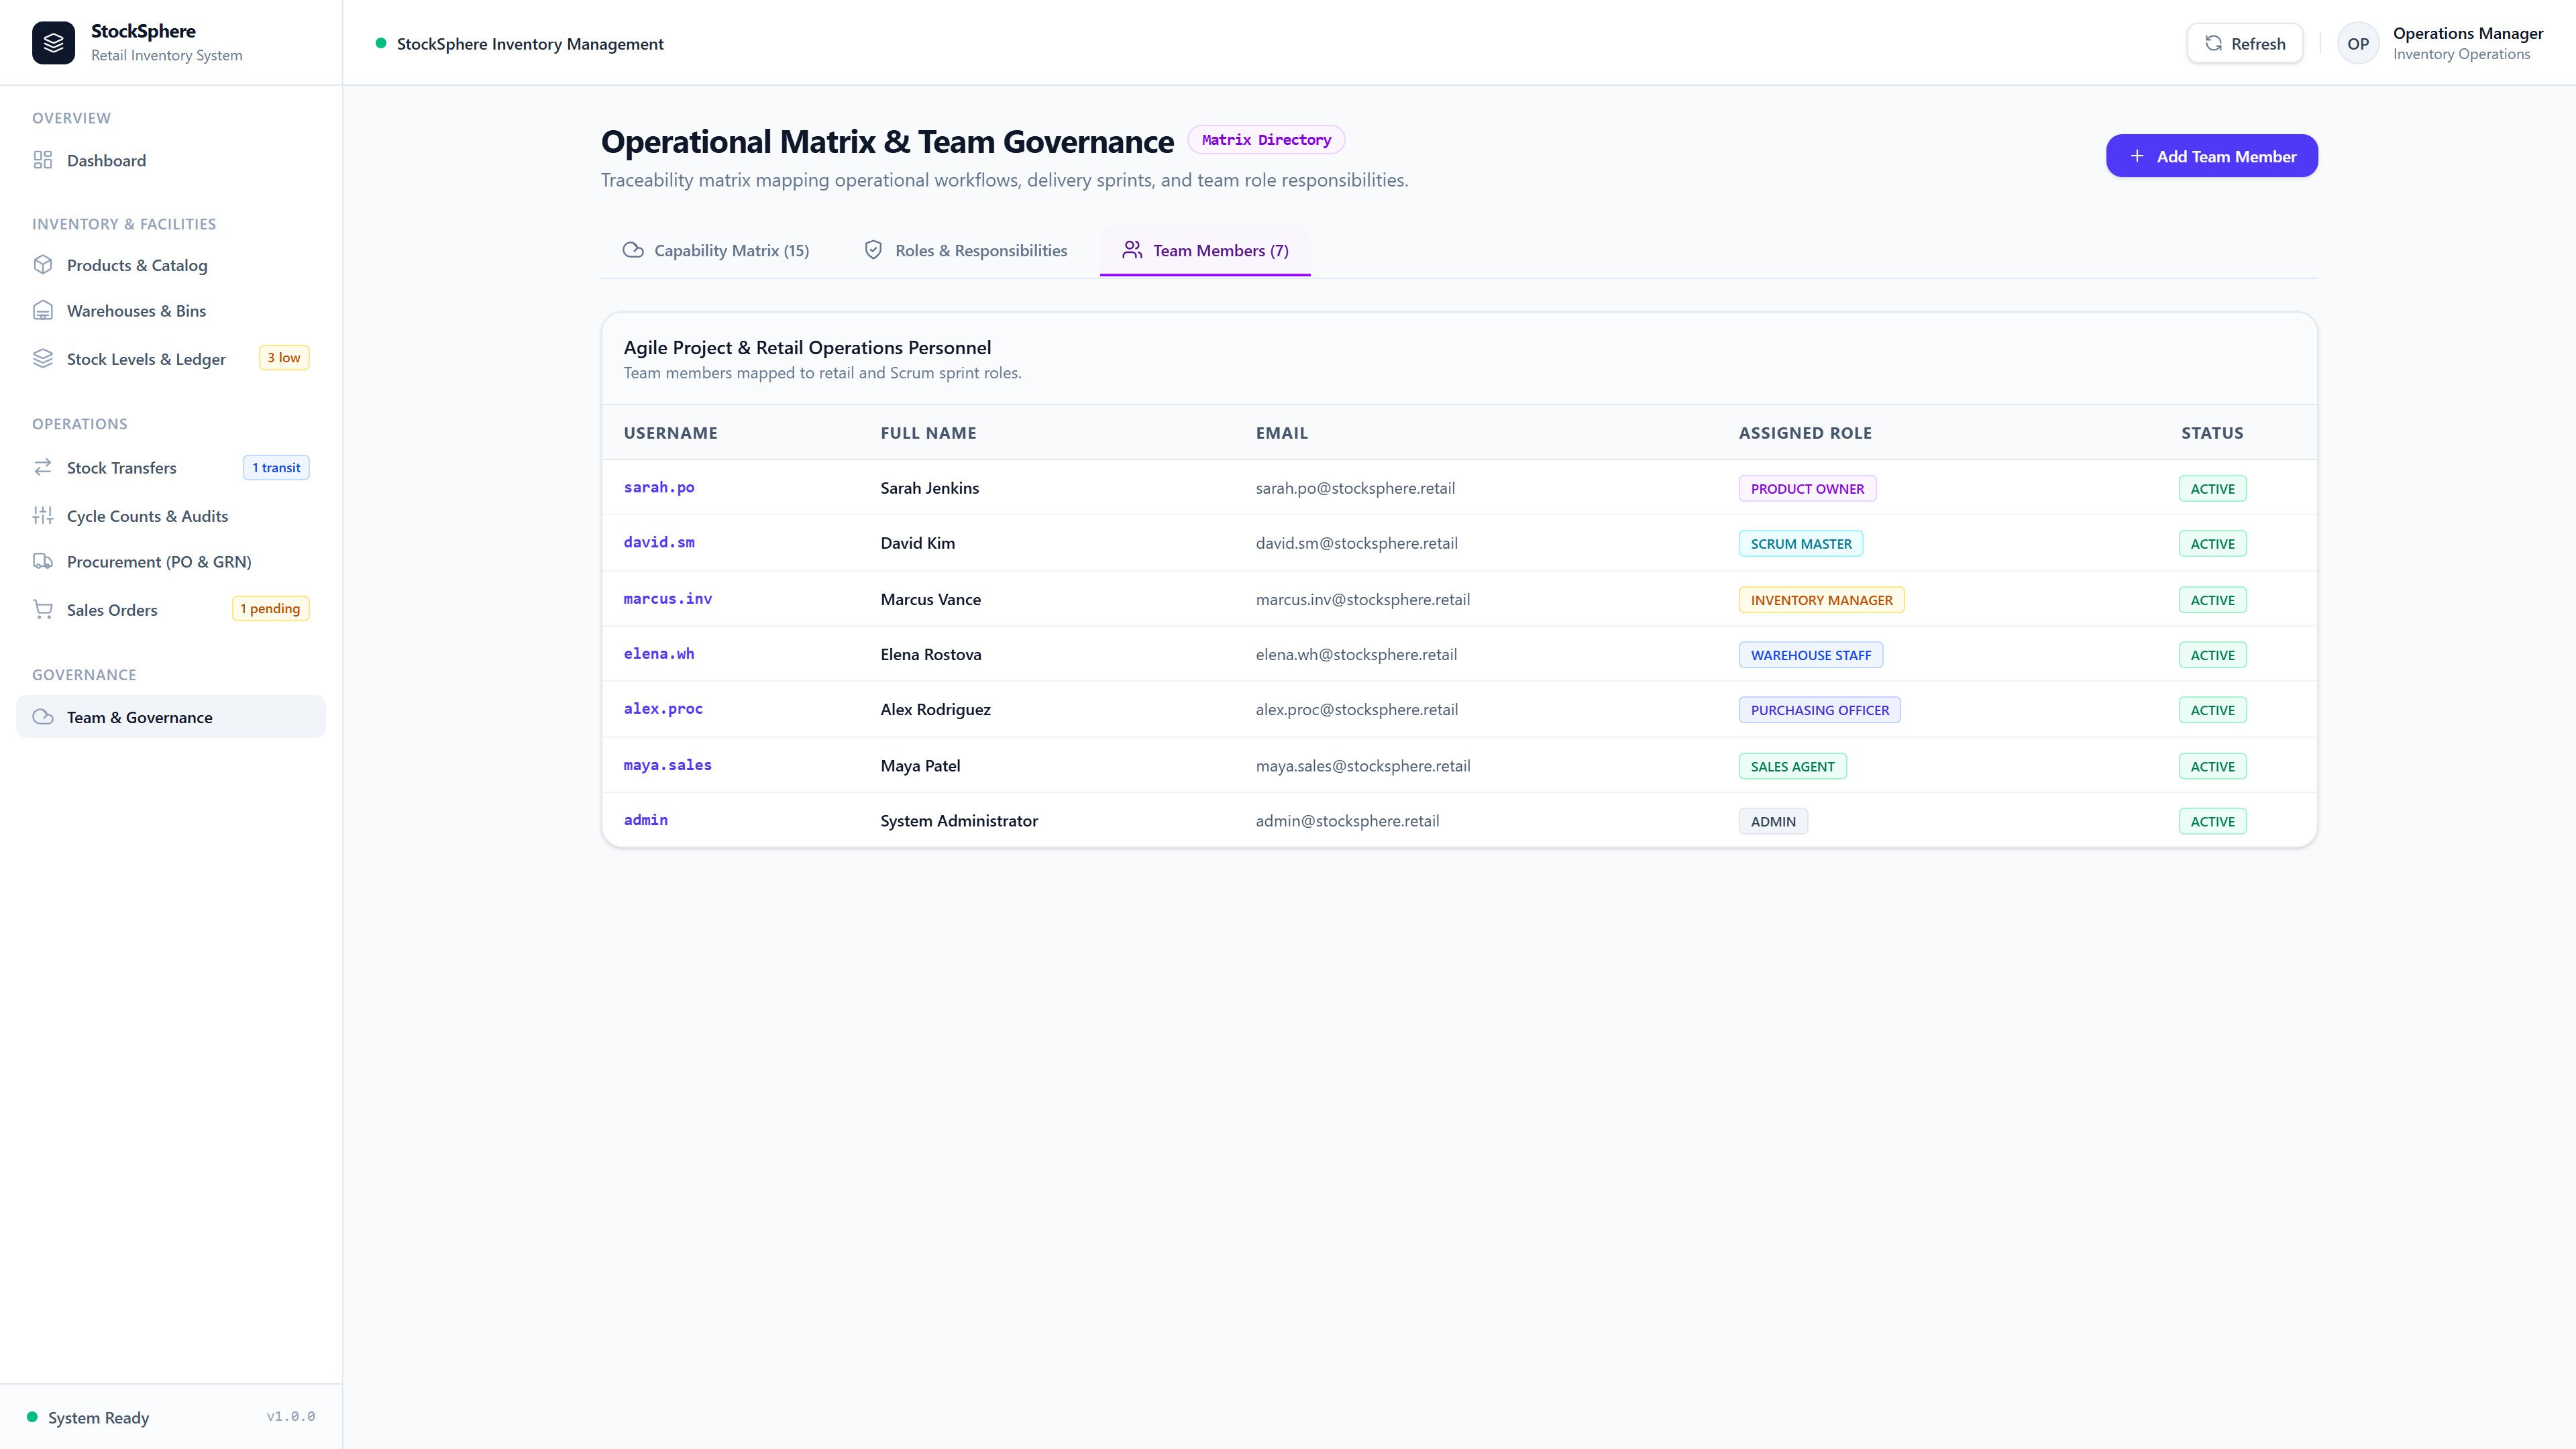 StockSphere
Retail Inventory System
OVERVIEW
Dashboard
INVENTORY & FACILITIES
Products & Catalog
Warehouses & Bins
Stock Levels & Ledger 3 low
OPERATIONS
Stock Transfers 1 transit
Cycle Counts & Audits
Procurement (PO & GRN)
Sales Orders 1 pending
GOVERNANCE
Team & Governance
System Ready v1.0.0
StockSphere Inventory Management
Refresh
OP
Operations Manager
Inventory Operations
Operational Matrix & Team Governance Matrix Directory
Traceability matrix mapping operational workflows, delivery sprints, and team role responsibilities.
Add Team Member
Capability Matrix (15) Roles & Responsibilities Team Members (7)
Agile Project & Retail Operations Personnel
Team members mapped to retail and Scrum sprint roles.
USERNAME FULL NAME EMAIL ASSIGNED ROLE STATUS
sarah.po Sarah Jenkins sarah.po@stocksphere.retail PRODUCT OWNER ACTIVE
david.sm David Kim david.sm@stocksphere.retail SCRUM MASTER ACTIVE
marcus.inv Marcus Vance marcus.inv@stocksphere.retail INVENTORY MANAGER ACTIVE
elena.wh Elena Rostova elena.wh@stocksphere.retail WAREHOUSE STAFF ACTIVE
alex.proc Alex Rodriguez alex.proc@stocksphere.retail PURCHASING OFFICER ACTIVE
maya.sales Maya Patel maya.sales@stocksphere.retail SALES AGENT ACTIVE
admin System Administrator admin@stocksphere.retail ADMIN ACTIVE